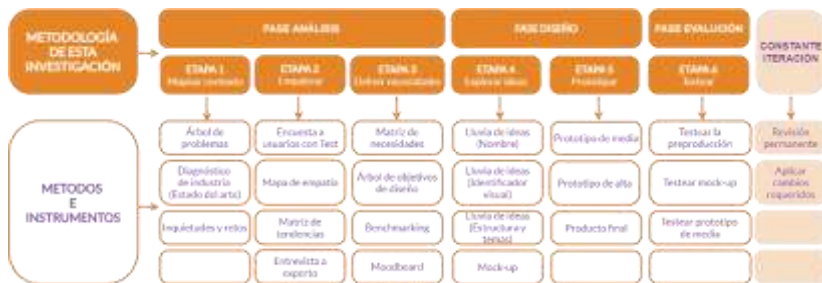 METODOLOGÍA
DE ESTA
INVESTIGACIÓN
FASE ANÁLISIS
FASE DISEÑO
FASE EVALUCIÓN
CONSTANTE
ITERACIÓN
ETAPA 1
Mapear contexto
ETAPA 2
Empatizar
ETAPA 3
Definir necesidades
ETAPA 4
Explorar ideas
ETAPA 5
Prototipar
ETAPA 6
Testear
METODOS
E
INSTRUMENTOS
Árbol de
problemas
Encuesta a
usuarios con Test
Matriz de
necesidades
Lluvia de ideas
(Nombre)
Prototipo de media
Testear la
preproducción
Revisión
permanente
Diagnóstico
de industria
(Estado del arte)
Mapa de empatía
Árbol de objetivos
de diseño
Lluvia de ideas
(Identificador
visual)
Prototipo de alta
Testear mock-up
Aplicar
cambios
requeridos
Inquietudes y retos
Matriz de
tendencias
Benchmarking
Lluvia de ideas
(Estructura y
temas)
Producto final
Testear prototipo
de media
Entrevista a
experto
Moodboard
Mock-up